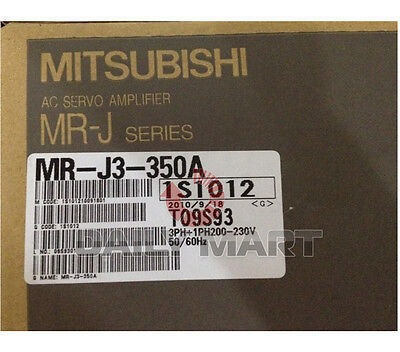 MITSUBISHI
AC SERVO AMPLIFIER
MR-J SERIES
MR-J3-350A
1S1012
2010/9/18 <G>
T09S93
G CODE: 1S1012
3PH+1PH200-230V
50/60Hz
G NAME: MR-J3-350A
DAILY MART